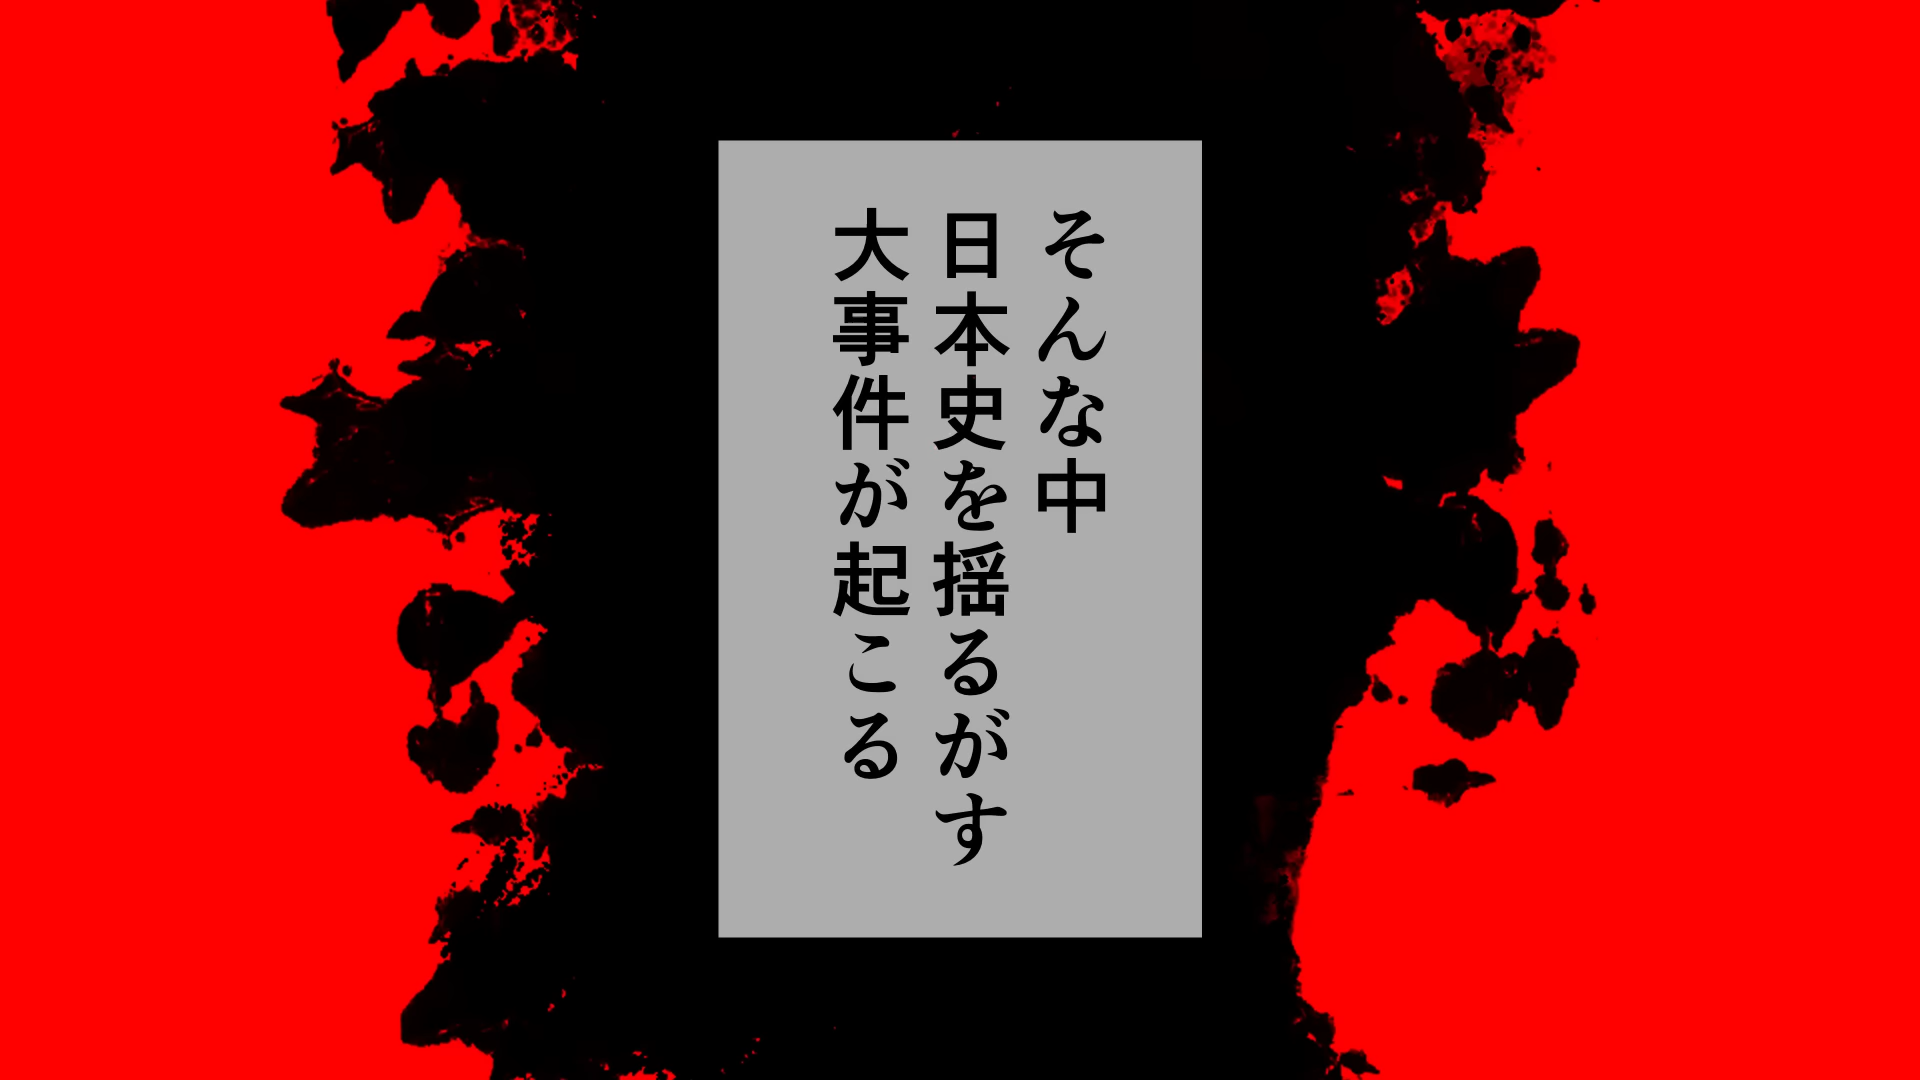 そんな中
日本史を揺るがす
大事件が起こる